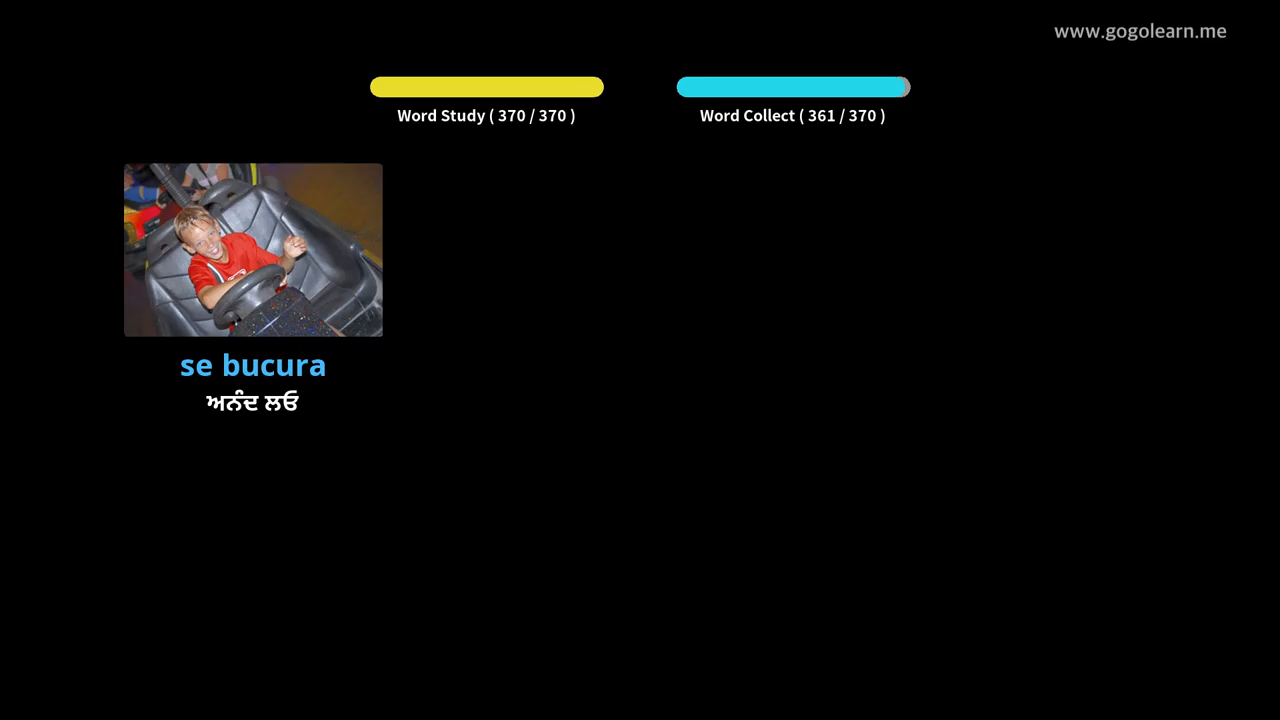 www.gogolearn.me
Word Study ( 370 / 370 )
Word Collect ( 361 / 370 )
se bucura
ਅਨੰਦ ਲਓ